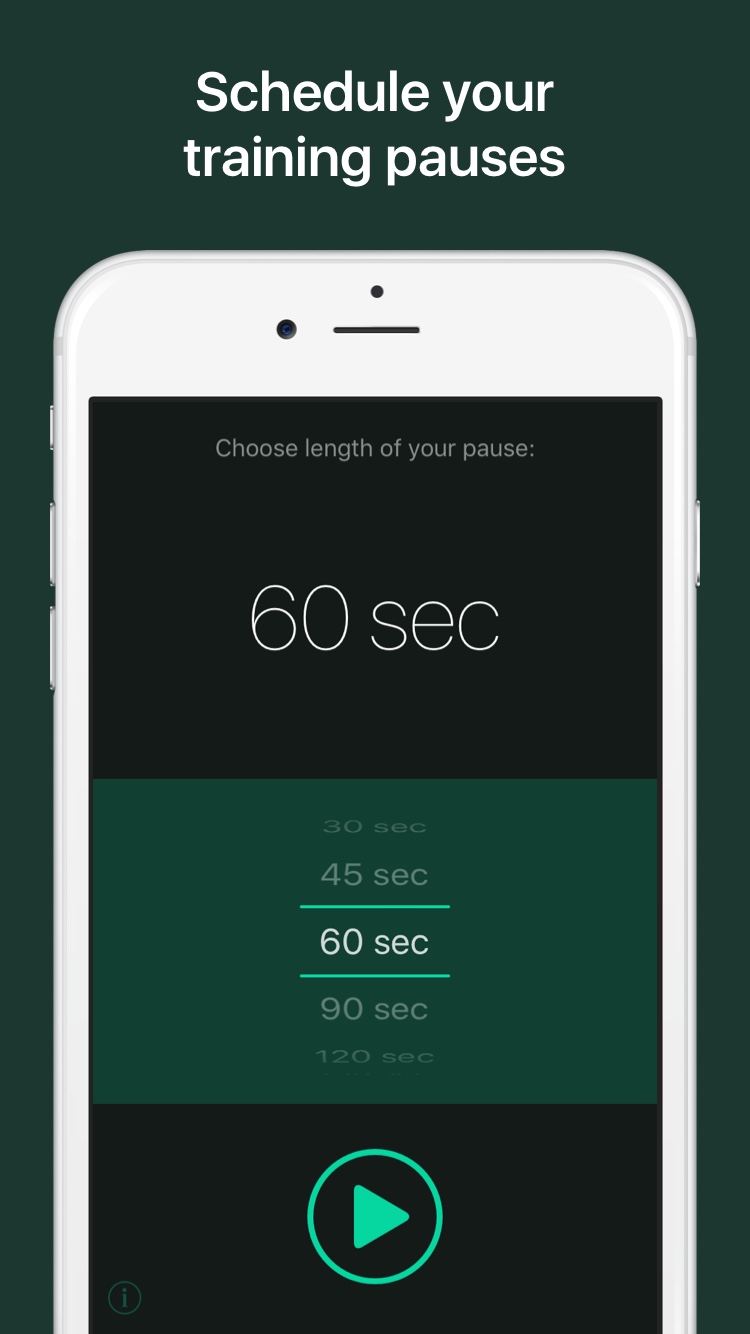 Schedule your
training pauses
Choose length of your pause:
60 sec
30 sec
45 sec
60 sec
90 sec
120 sec
i